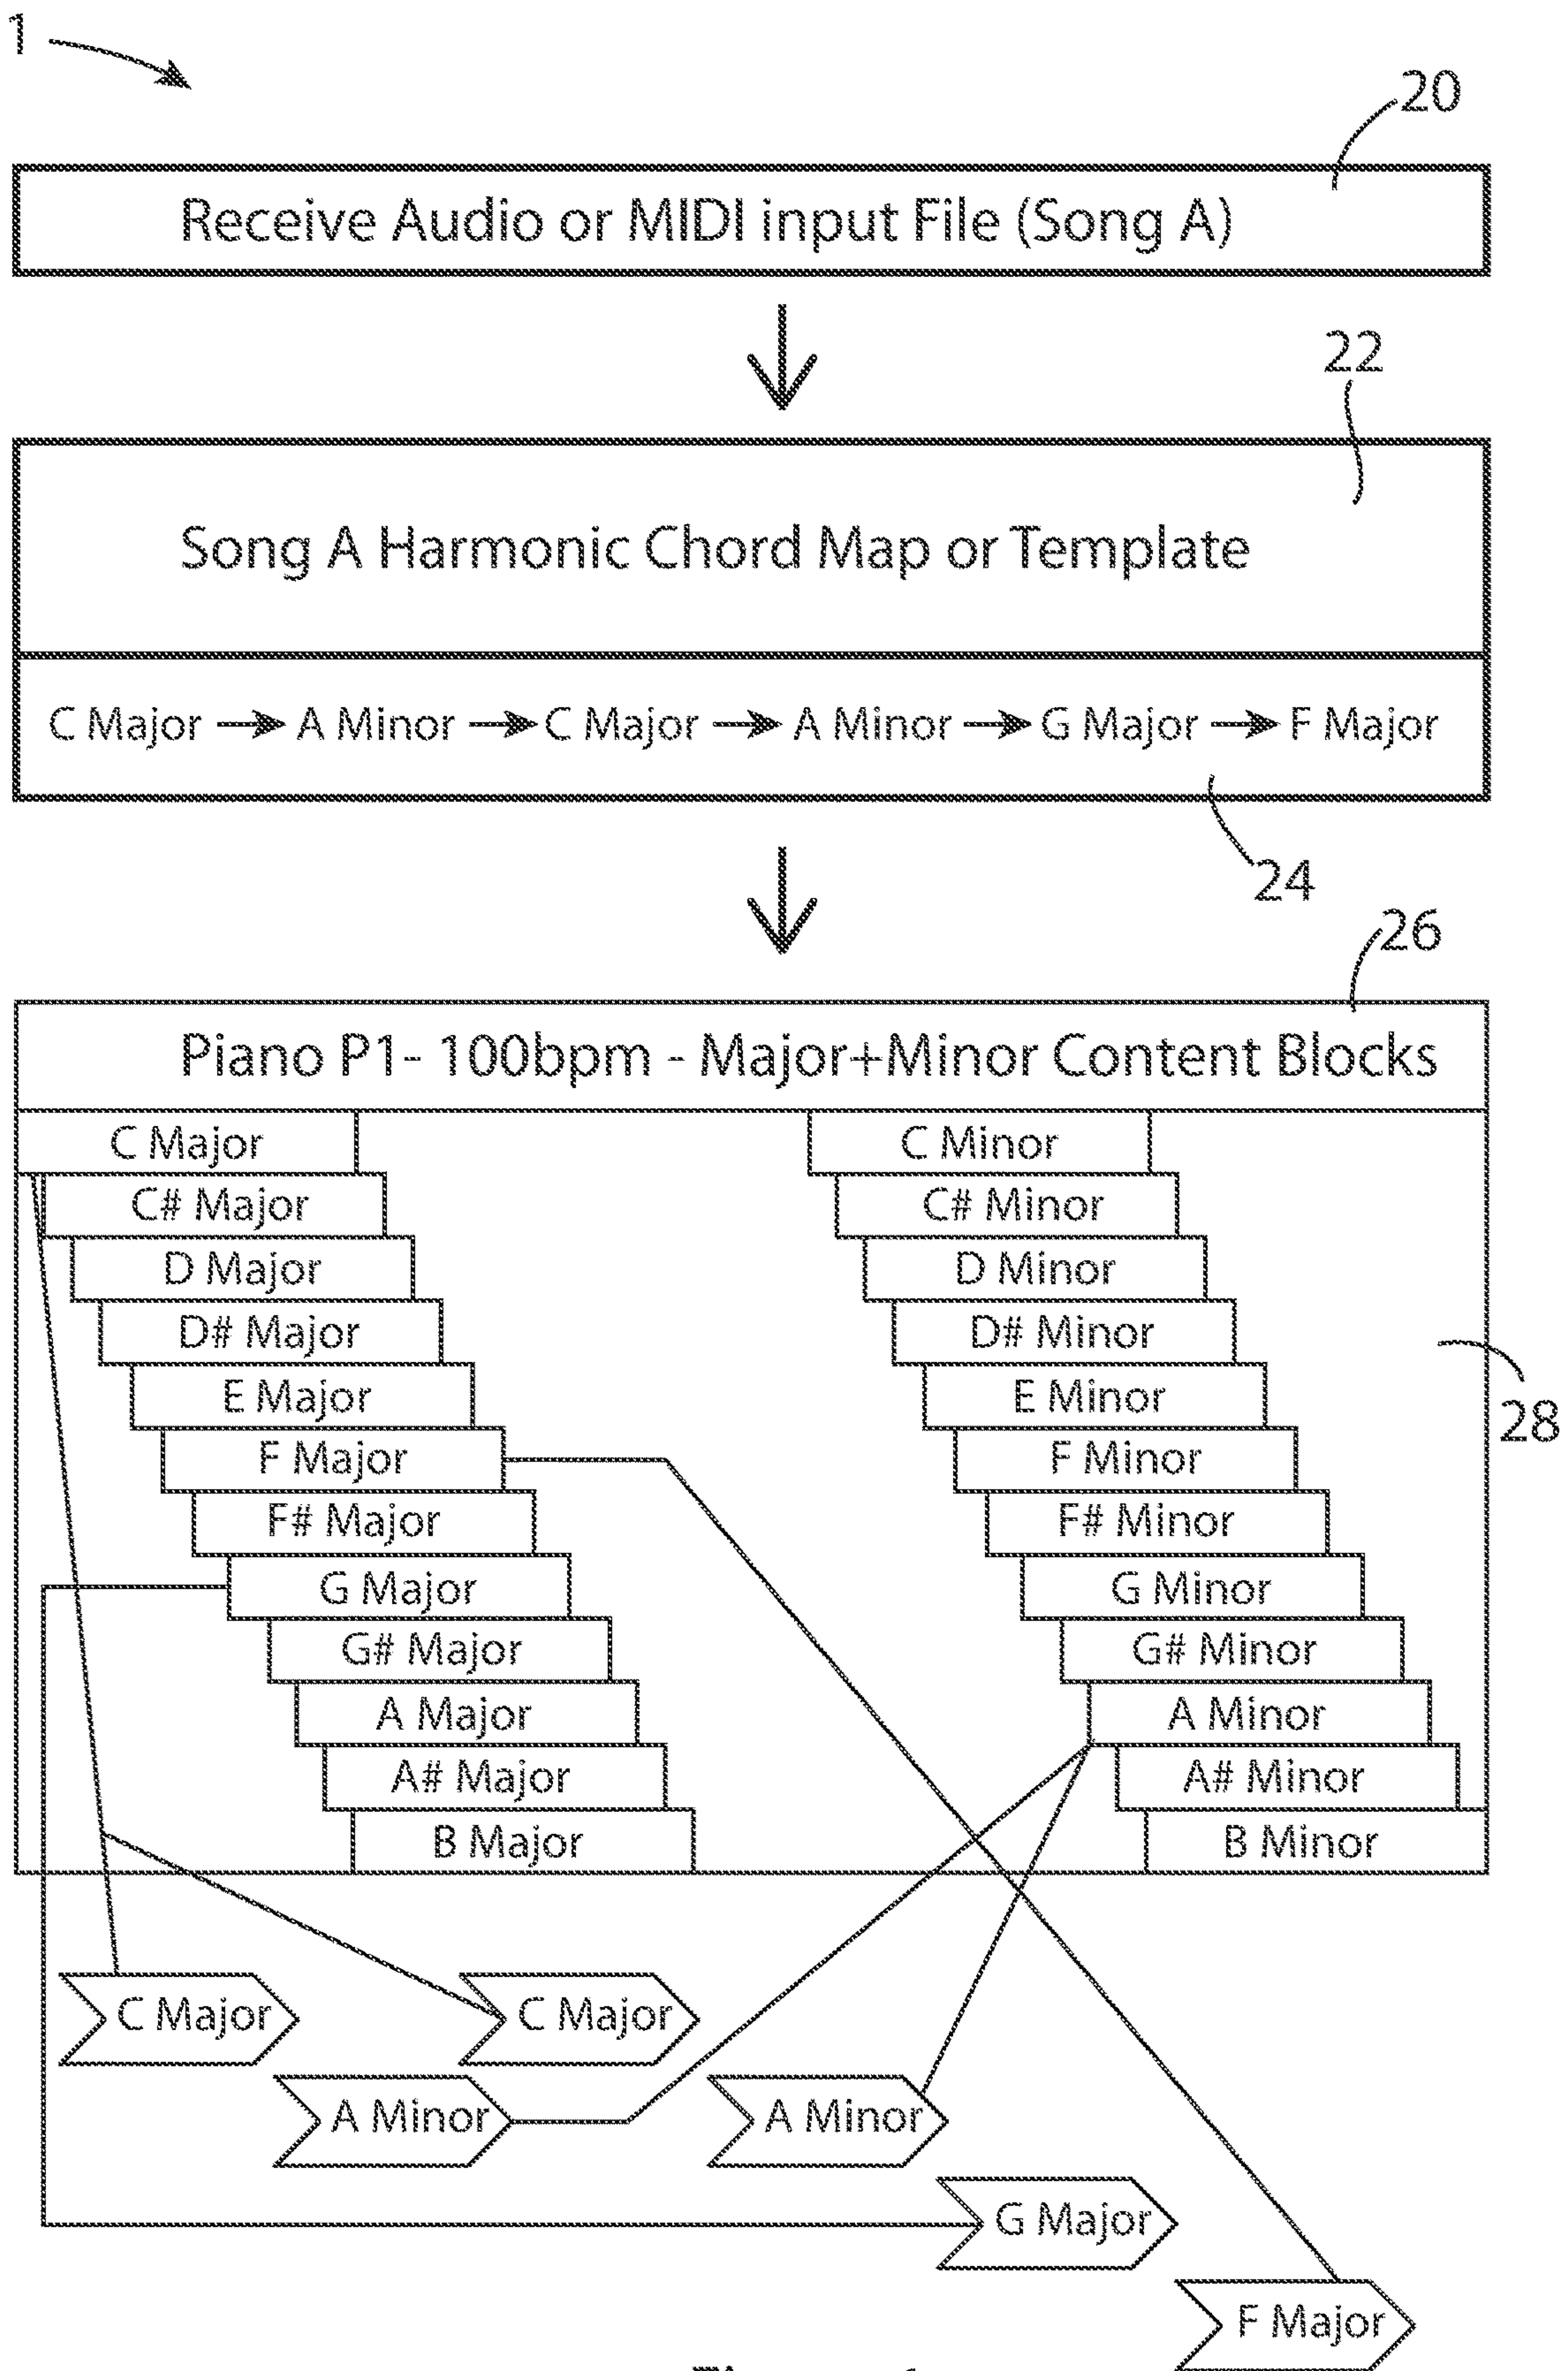 1
20
Receive Audio or MIDI input File (Song A)
22
Song A Harmonic Chord Map or Template
C Major A Minor C Major A Minor G Major F Major
24
26
Piano P1- 100bpm - Major+Minor Content Blocks
C Major C Minor
C# Major C# Minor
D Major D Minor
D# Major D# Minor
E Major E Minor
28
F Major F Minor
F# Major F# Minor
G Major G Minor
G# Major G# Minor
A Major A Minor
A# Major A# Minor
B Major B Minor
C Major C Major
A Minor A Minor
G Major
F Major